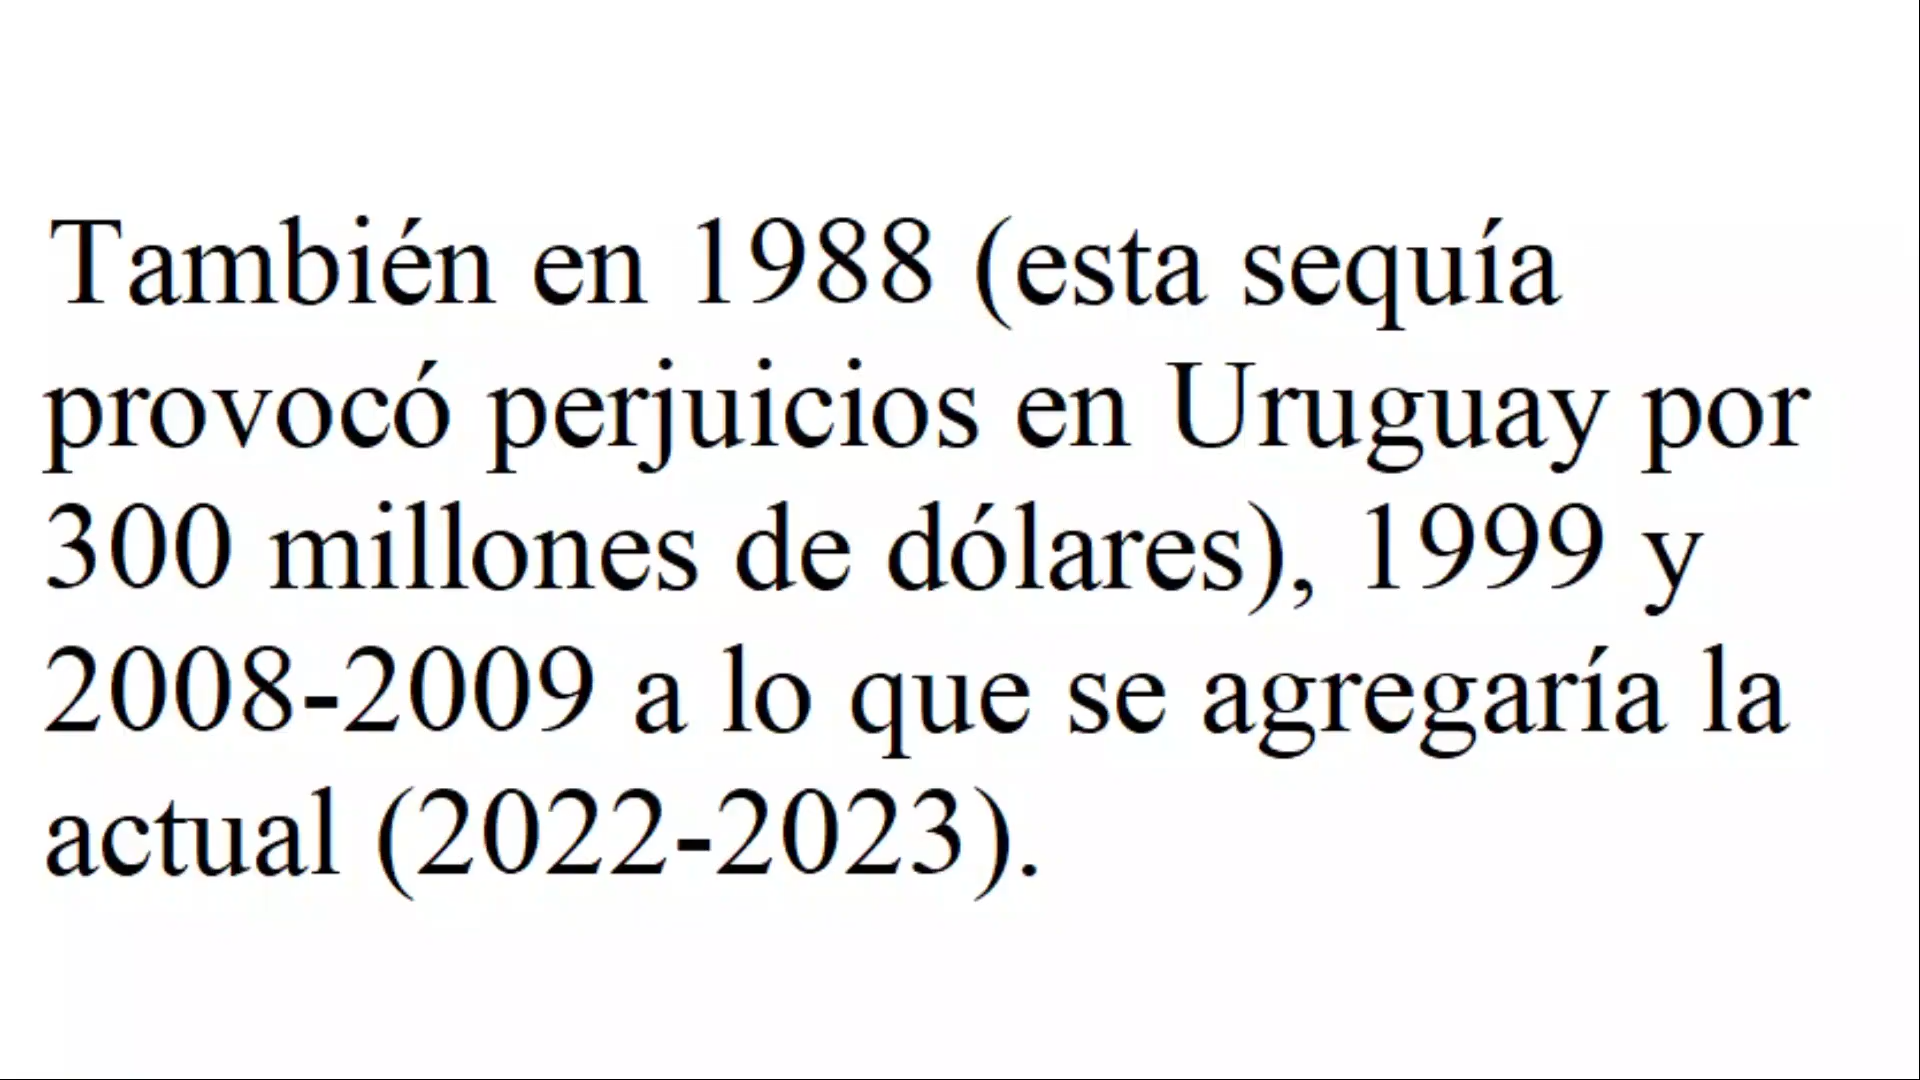 También en 1988 (esta sequía
provocó perjuicios en Uruguay por
300 millones de dólares), 1999 y
2008-2009 a lo que se agregaría la
actual (2022-2023).